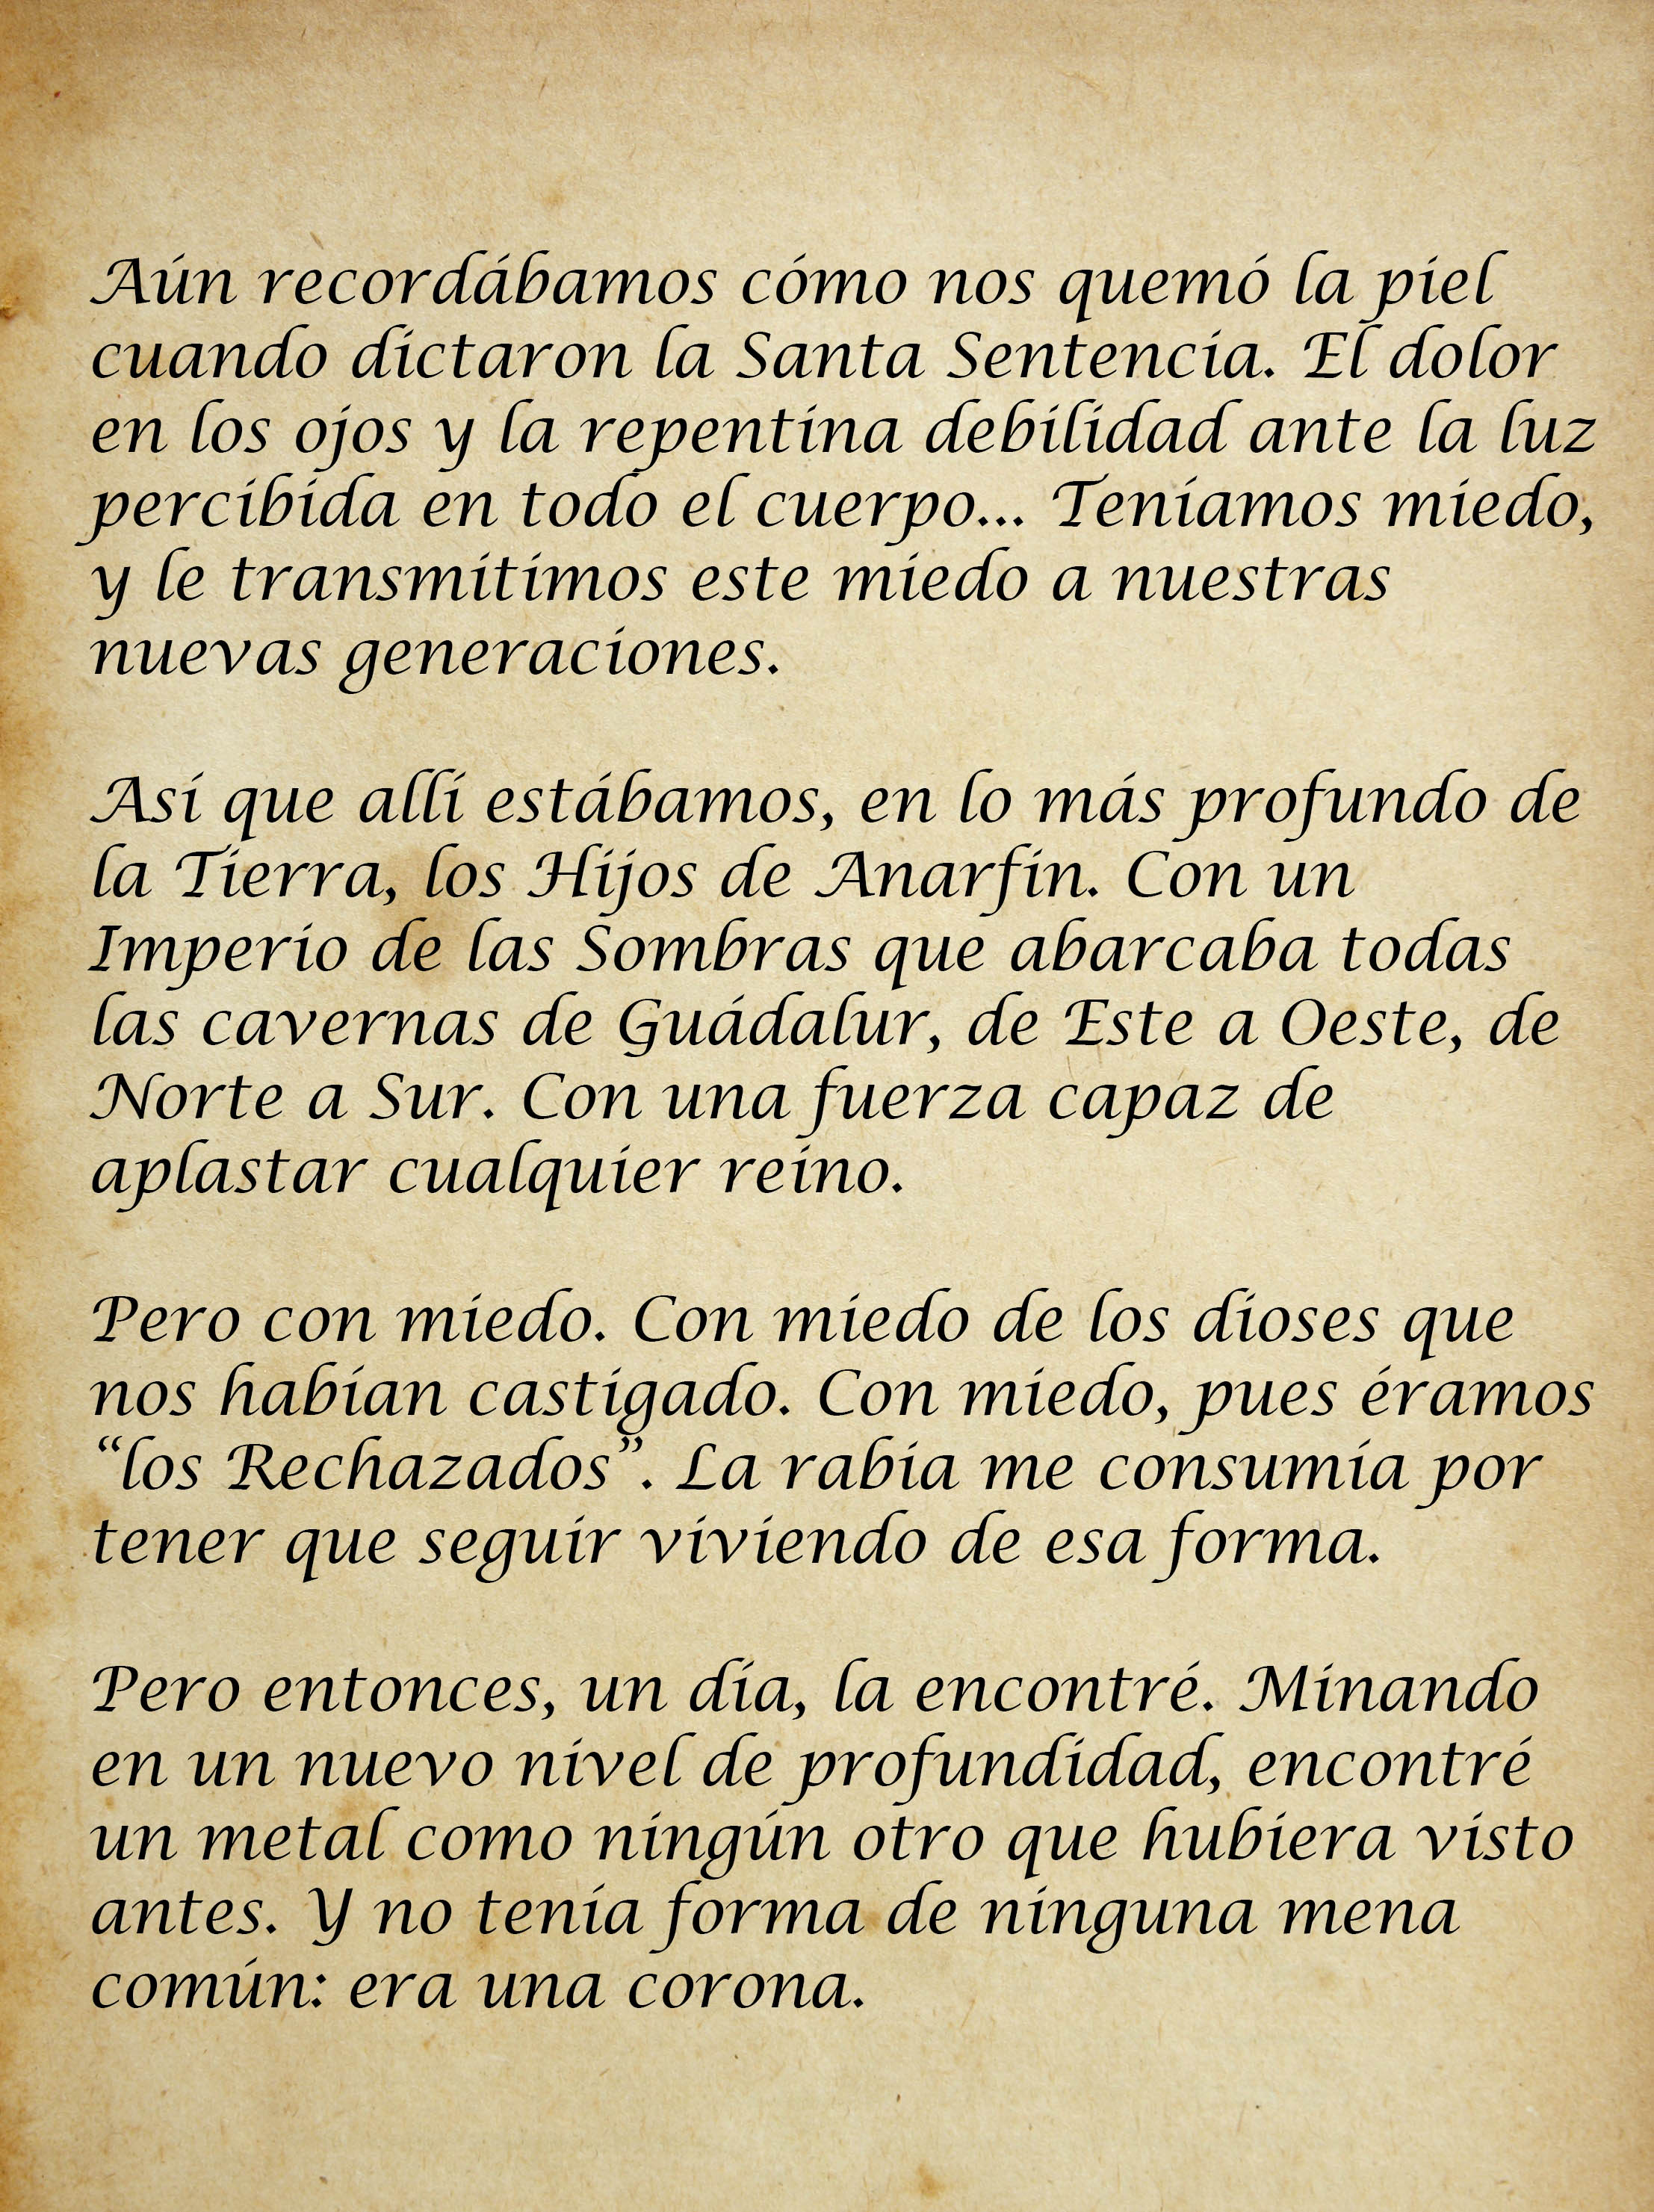 Aún recordábamos cómo nos quemó la piel
cuando dictaron la Santa Sentencia. El dolor
en los ojos y la repentina debilidad ante la luz
percibida en todo el cuerpo... Teníamos miedo,
y le transmitimos este miedo a nuestras
nuevas generaciones.
Así que allí estábamos, en lo más profundo de
la Tierra, los Hijos de Anarfin. Con un
Imperio de las Sombras que abarcaba todas
las cavernas de Guádalur, de Este a Oeste, de
Norte a Sur. Con una fuerza capaz de
aplastar cualquier reino.
Pero con miedo. Con miedo de los dioses que
nos habían castigado. Con miedo, pues éramos
“los Rechazados”. La rabia me consumía por
tener que seguir viviendo de esa forma.
Pero entonces, un día, la encontré. Minando
en un nuevo nivel de profundidad, encontré
un metal como ningún otro que hubiera visto
antes. Y no tenía forma de ninguna mena
común: era una corona.